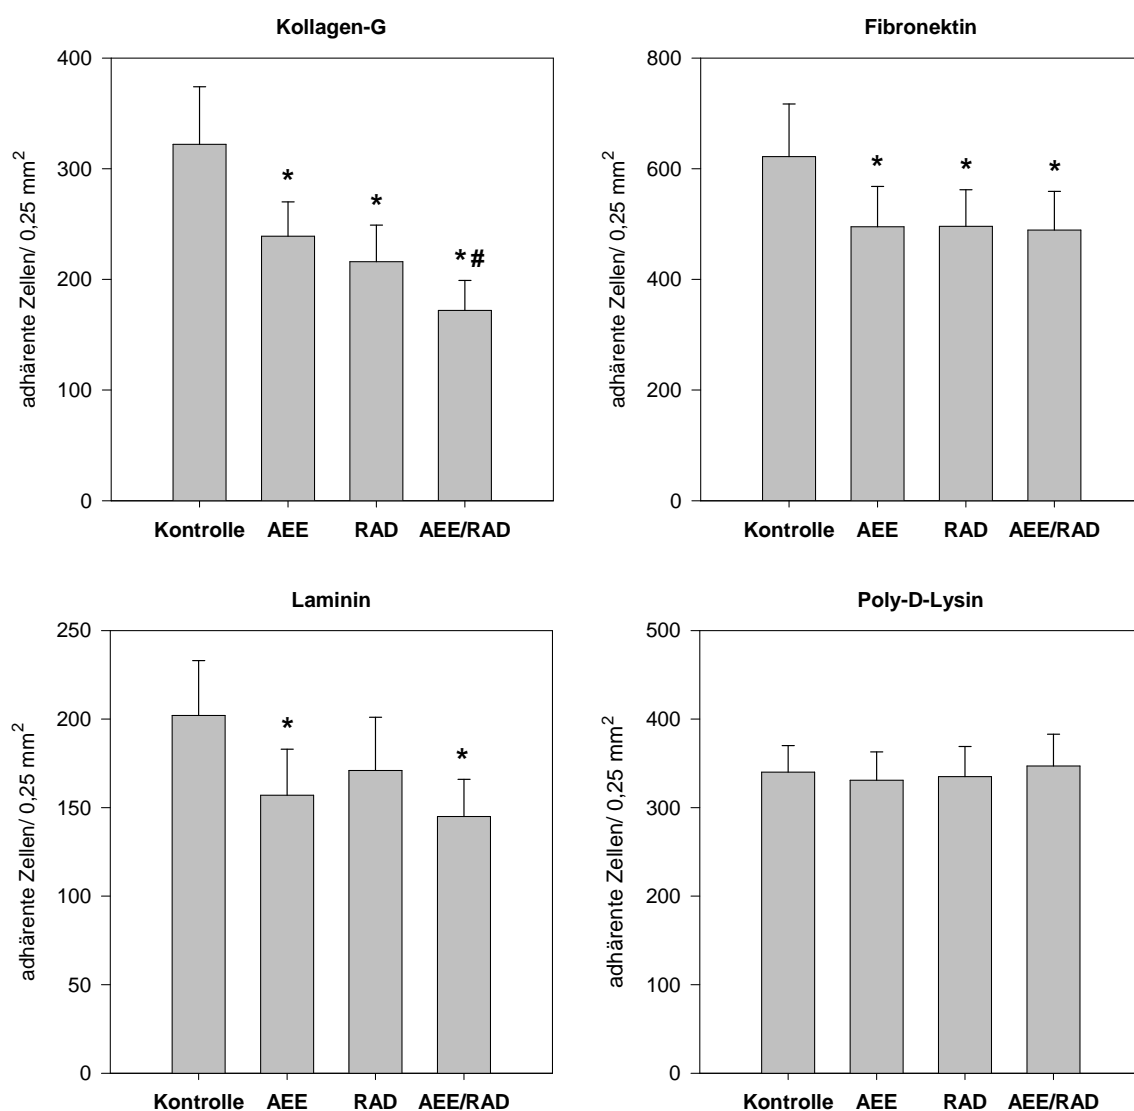 Kollagen-G
400
300
200
100
0
adhärente Zellen/ 0,25 mm²
*
*
*#
Kontrolle AEE RAD AEE/RAD
Fibronektin
800
600
400
200
0
adhärente Zellen/ 0,25 mm²
*
*
*
Kontrolle AEE RAD AEE/RAD
Laminin
250
200
150
100
50
0
adhärente Zellen/ 0,25 mm²
*
*
Kontrolle AEE RAD AEE/RAD
Poly-D-Lysin
500
400
300
200
100
0
adhärente Zellen/ 0,25 mm²
Kontrolle AEE RAD AEE/RAD